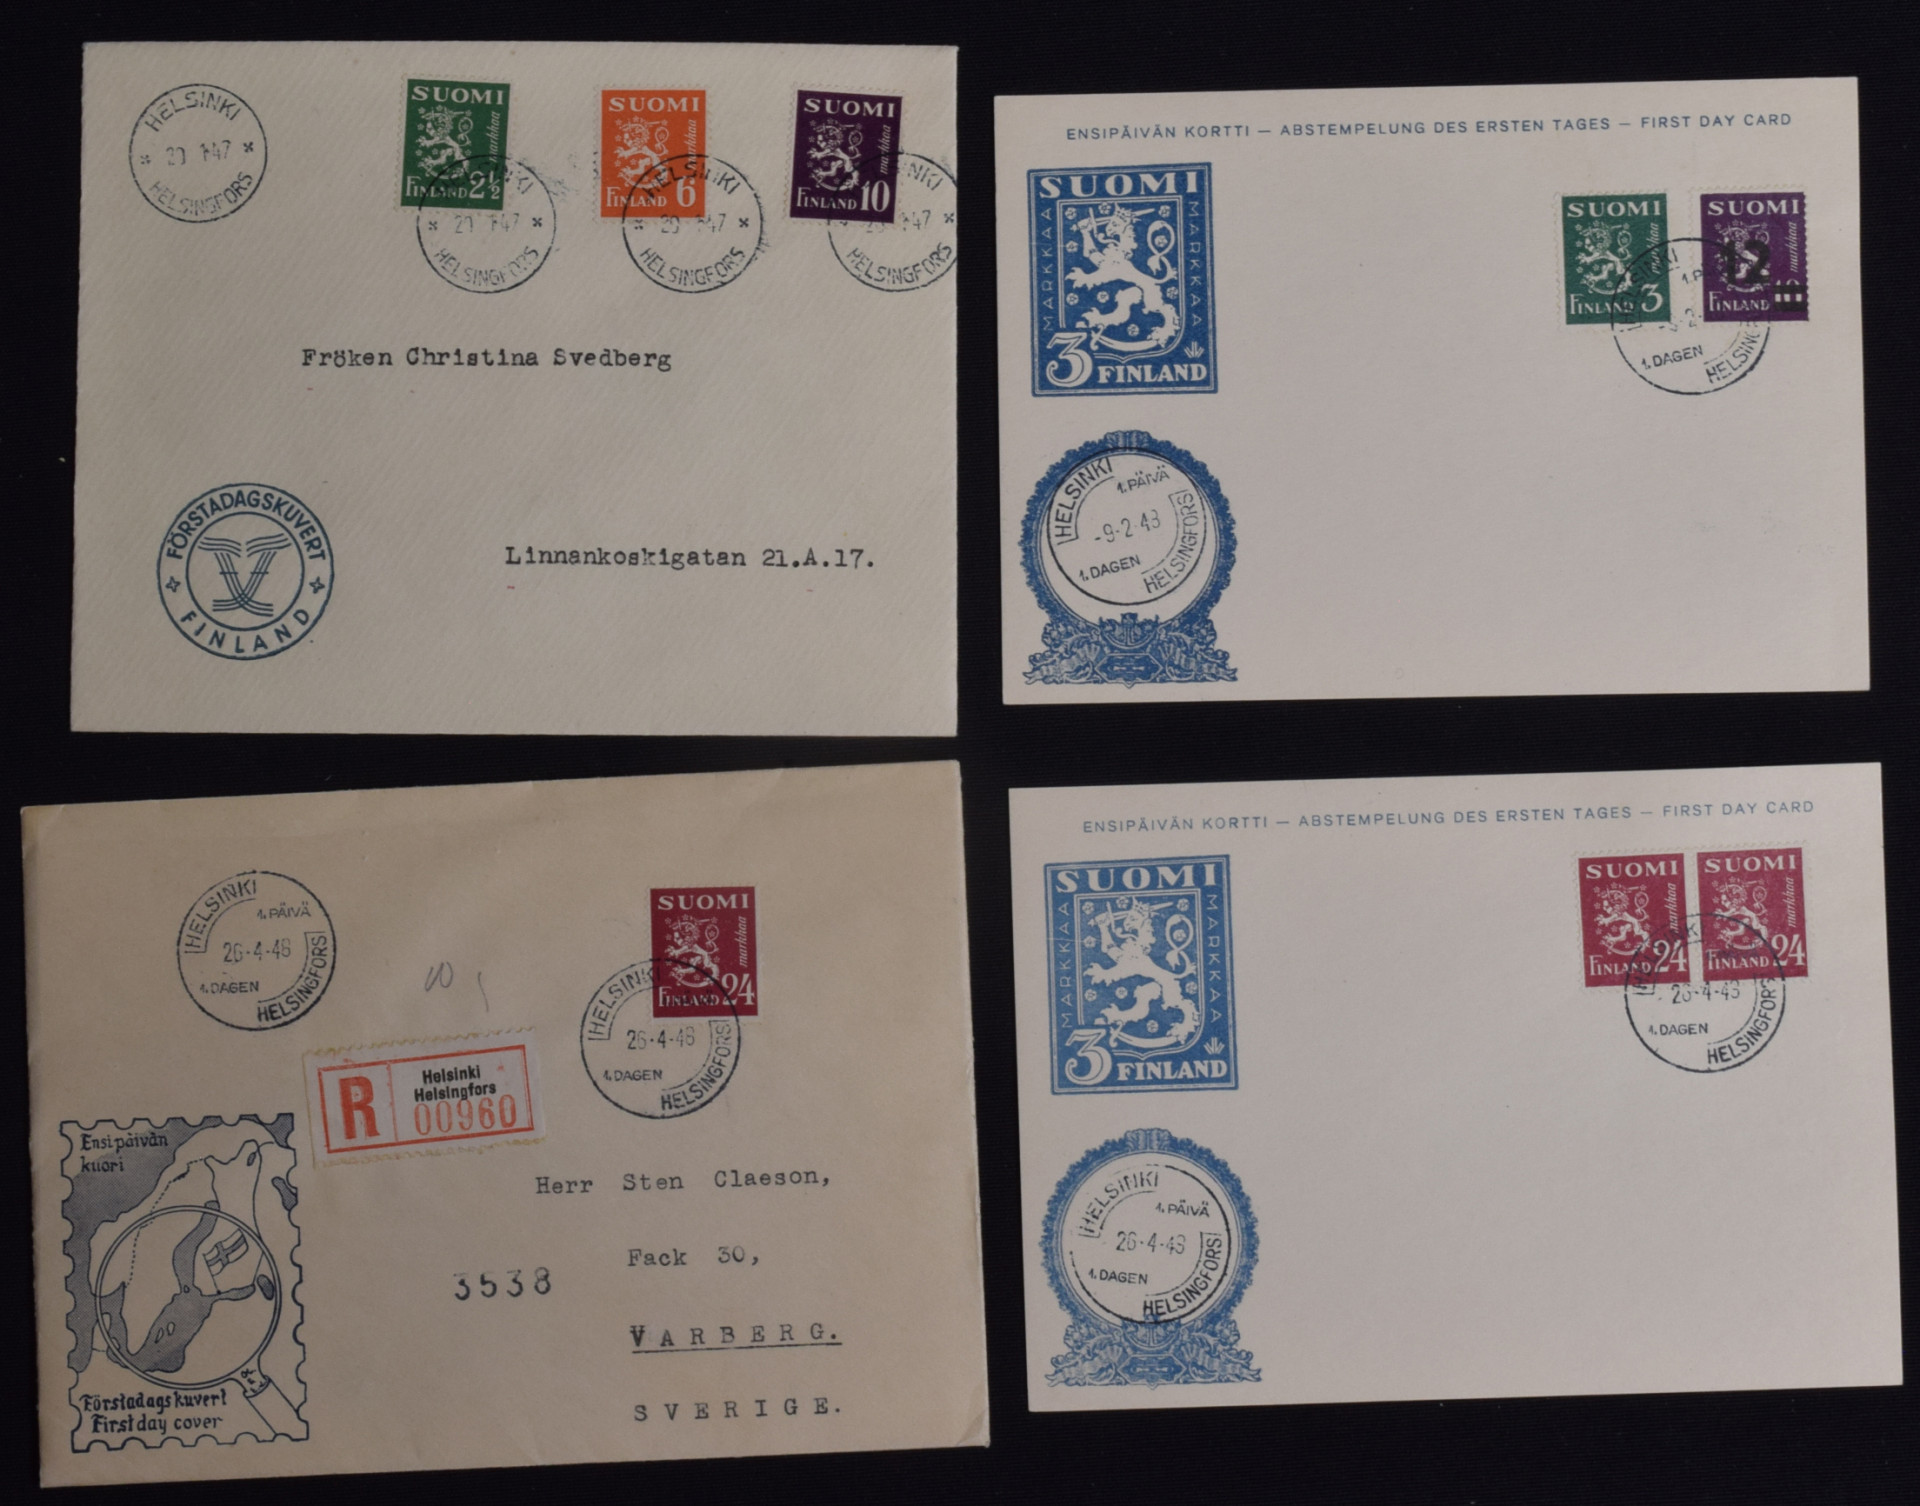 HELSINKI
20 1 47
HELSINGFORS
SUOMI
markkaa
FINLAND 2½
HELSINKI
20 1 47
HELSINGFORS
SUOMI
markkaa
FINLAND 6
HELSINKI
20 1 47
HELSINGFORS
SUOMI
markkaa
FINLAND 10
HELSINGFORS
Fröken Christina Svedberg
Linnankoskigatan 21.A.17.
FÖRSTADAGSKUVERT
FINLAND
ENSIPÄIVÄN KORTTI — ABSTEMPELUNG DES ERSTEN TAGES — FIRST DAY CARD
SUOMI
MARKKAA
MARKKAA
3 FINLAND
SUOMI
markkaa
FINLAND 3
SUOMI
markkaa
12
FINLAND 10
1. DAGEN
HELSINKI
1. PÄIVÄ
-9-2-48
1. DAGEN
HELSINGFORS
HELSINKI
1. PÄIVÄ
26-4-48
1. DAGEN
HELSINGFORS
SUOMI
markkaa
FINLAND 24
HELSINKI
26-4-48
1. DAGEN
HELSINGFORS
R
Helsinki
Helsingfors
00960
Ensipäivän
kuori
Förstadagskuvert
First day cover
Herr Sten Claeson,
Fack 30,
3538
VARBERG.
SVERIGE.
ENSIPÄIVÄN KORTTI — ABSTEMPELUNG DES ERSTEN TAGES — FIRST DAY CARD
SUOMI
MARKKAA
MARKKAA
3 FINLAND
SUOMI
markkaa
FINLAND 24
SUOMI
markkaa
FINLAND 24
26-4-48
1. DAGEN
HELSINGFORS
HELSINKI
1. PÄIVÄ
26-4-48
1. DAGEN
HELSINGFORS